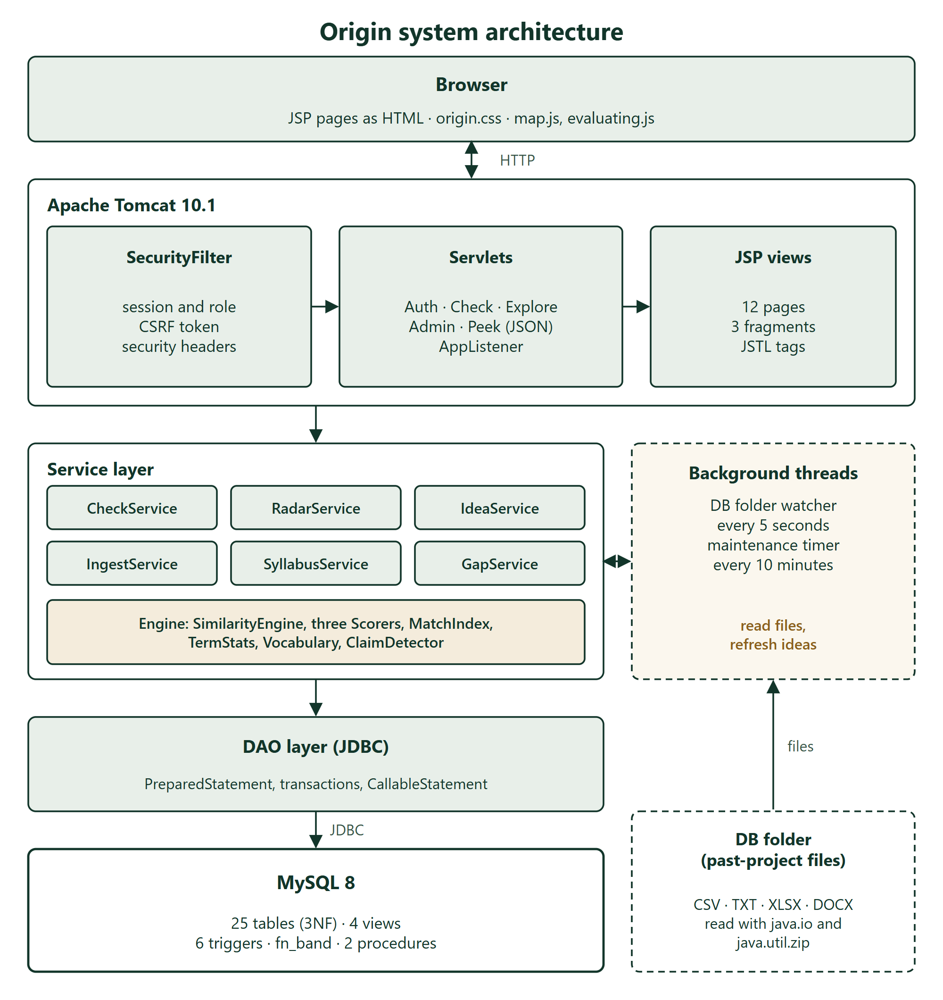 Origin system architecture
Browser
JSP pages as HTML · origin.css · map.js, evaluating.js
HTTP
Apache Tomcat 10.1
SecurityFilter
session and role
CSRF token
security headers
Servlets
Auth · Check · Explore
Admin · Peek (JSON)
AppListener
JSP views
12 pages
3 fragments
JSTL tags
Service layer
CheckService
RadarService
IdeaService
IngestService
SyllabusService
GapService
Engine: SimilarityEngine, three Scorers, MatchIndex,
TermStats, Vocabulary, ClaimDetector
Background threads
DB folder watcher
every 5 seconds
maintenance timer
every 10 minutes
read files,
refresh ideas
DAO layer (JDBC)
PreparedStatement, transactions, CallableStatement
files
JDBC
MySQL 8
25 tables (3NF) · 4 views
6 triggers · fn_band · 2 procedures
DB folder
(past-project files)
CSV · TXT · XLSX · DOCX
read with java.io and
java.util.zip